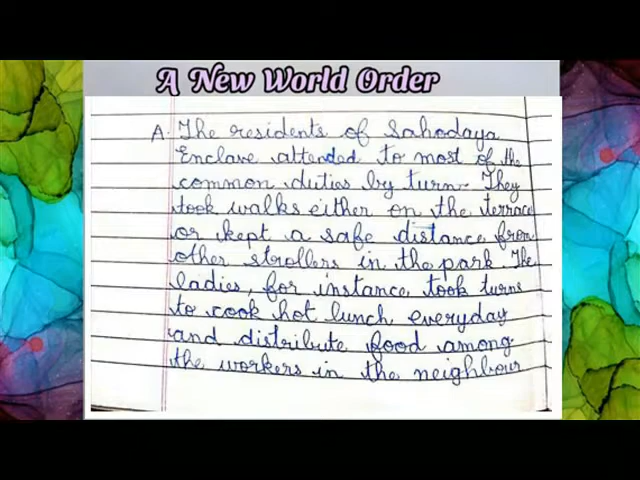 A New World Order
A. The residents of Sahodaya
Enclave attended to most of the
common duties by turn. They
took walks either on the terrace
or kept a safe distance from
other strollers in the park. The
ladies, for instance, took turns
to cook hot lunch everyday
and distribute food among
the workers in the neighbour